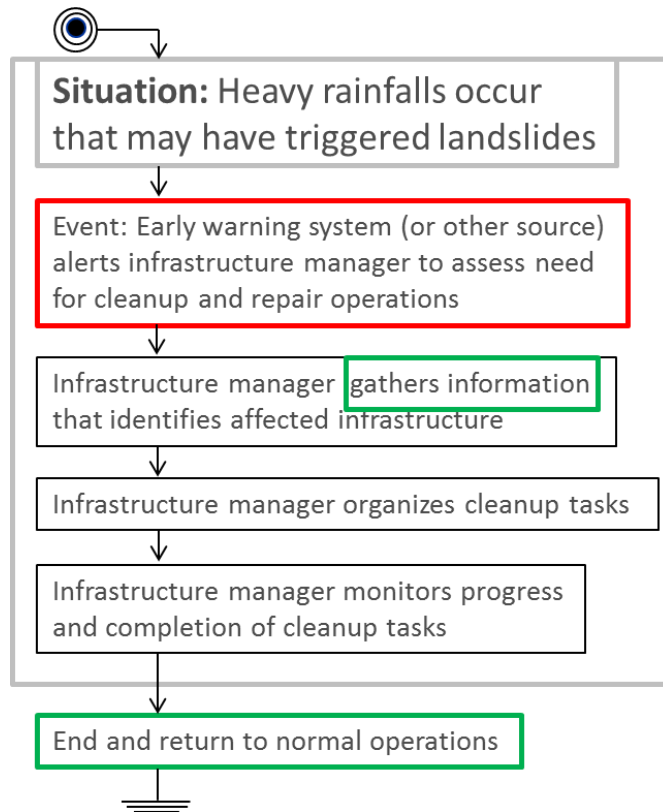 Situation: Heavy rainfalls occur
that may have triggered landslides
Event: Early warning system (or other source)
alerts infrastructure manager to assess need
for cleanup and repair operations
Infrastructure manager gathers information
that identifies affected infrastructure
Infrastructure manager organizes cleanup tasks
Infrastructure manager monitors progress
and completion of cleanup tasks
End and return to normal operations